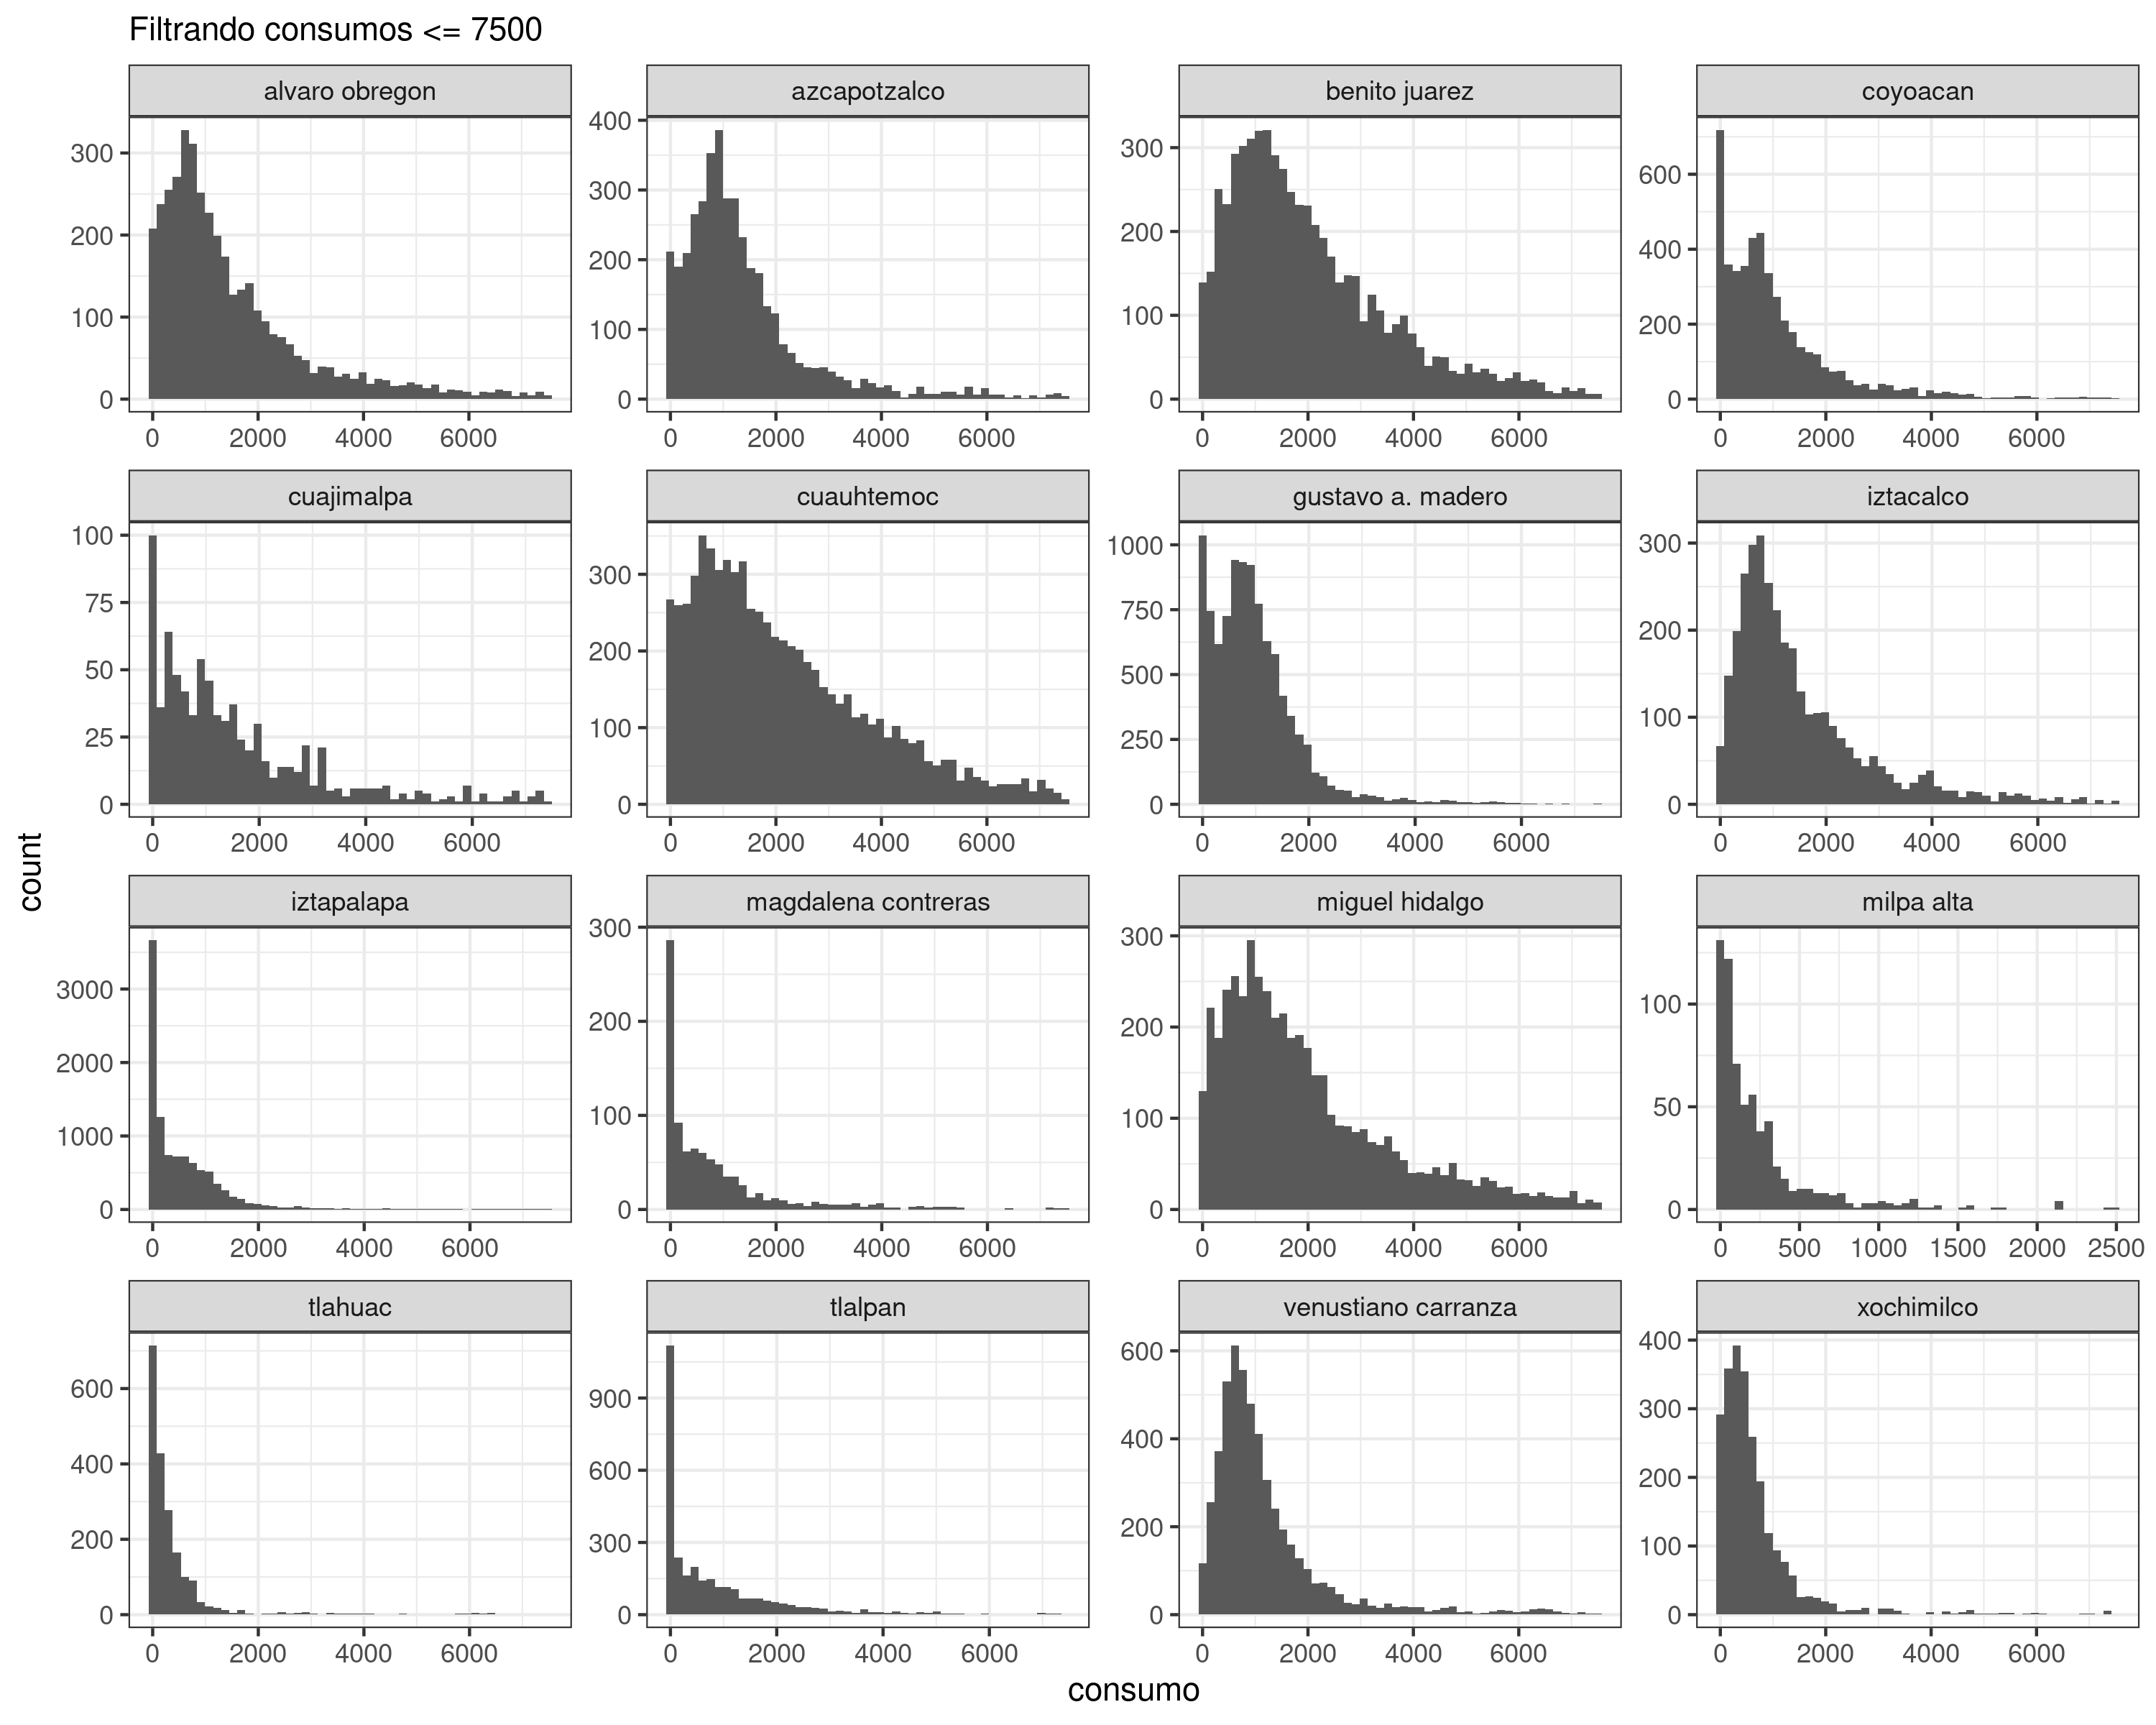 Filtrando consumos <= 7500
alvaro obregon
azcapotzalco
benito juarez
coyoacan
300
200
100
0
400
300
200
100
0
300
200
100
0
600
400
200
0
0 2000 4000 6000
0 2000 4000 6000
0 2000 4000 6000
0 2000 4000 6000
cuajimalpa
cuauhtemoc
gustavo a. madero
iztacalco
100
75
50
25
0
300
200
100
0
1000
750
500
250
0
300
200
100
0
0 2000 4000 6000
0 2000 4000 6000
0 2000 4000 6000
0 2000 4000 6000
count
iztapalapa
magdalena contreras
miguel hidalgo
milpa alta
3000
2000
1000
0
300
200
100
0
300
200
100
0
100
50
0
0 2000 4000 6000
0 2000 4000 6000
0 2000 4000 6000
0 500 1000 1500 2000 2500
tlahuac
tlalpan
venustiano carranza
xochimilco
600
400
200
0
900
600
300
0
600
400
200
0
400
300
200
100
0
0 2000 4000 6000
0 2000 4000 6000
0 2000 4000 6000
0 2000 4000 6000
consumo